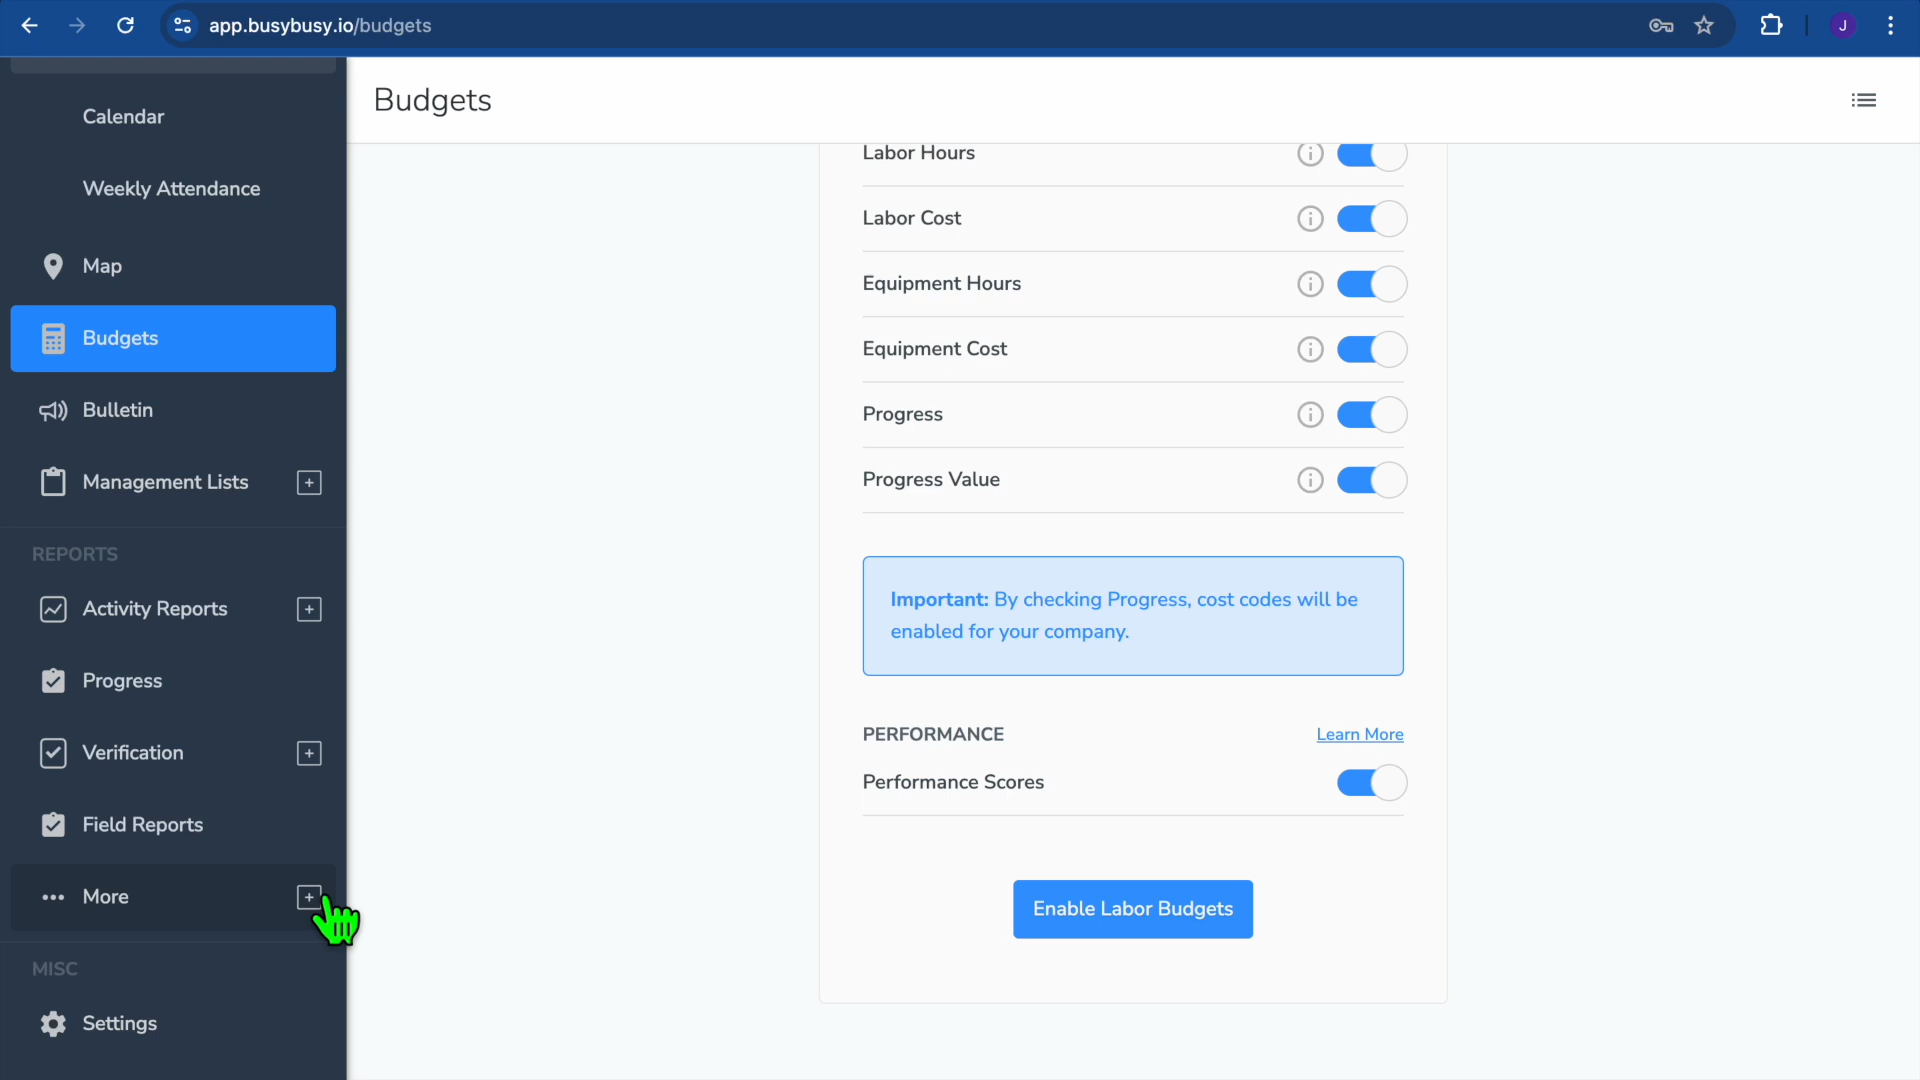 app.busybusy.io/budgets
J
Calendar
Weekly Attendance
Map
Budgets
Bulletin
Management Lists
REPORTS
Activity Reports
Progress
Verification
Field Reports
More
MISC
Settings
Budgets
Labor Hours
Labor Cost
Equipment Hours
Equipment Cost
Progress
Progress Value
Important: By checking Progress, cost codes will be
enabled for your company.
PERFORMANCE
Learn More
Performance Scores
Enable Labor Budgets